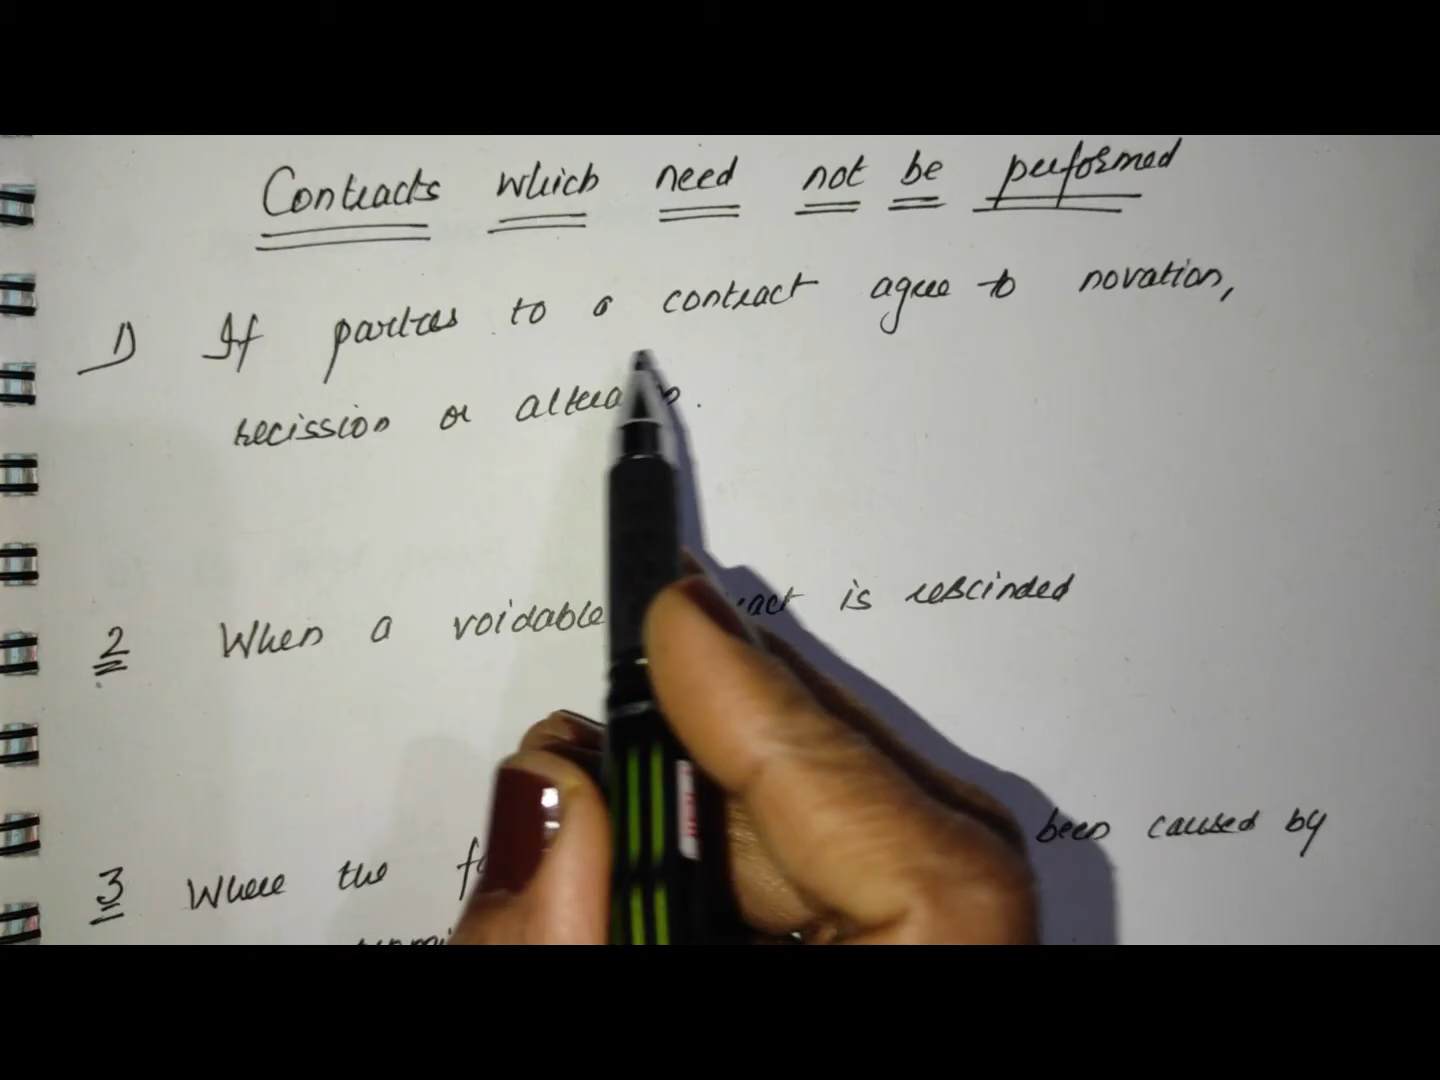 Contracts which need not be performed
1) If parties to a contract agree to novation,
recission or
2 When a voidable is rescinded
3 Where the been caused by